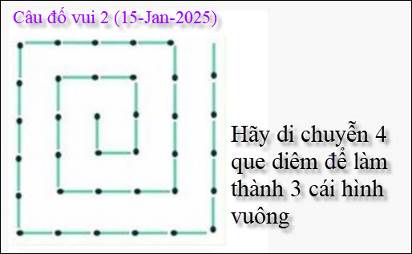 Câu đố vui 2 (15-Jan-2025)
Hãy di chuyễn 4
que diêm để làm
thành 3 cái hình
vuông